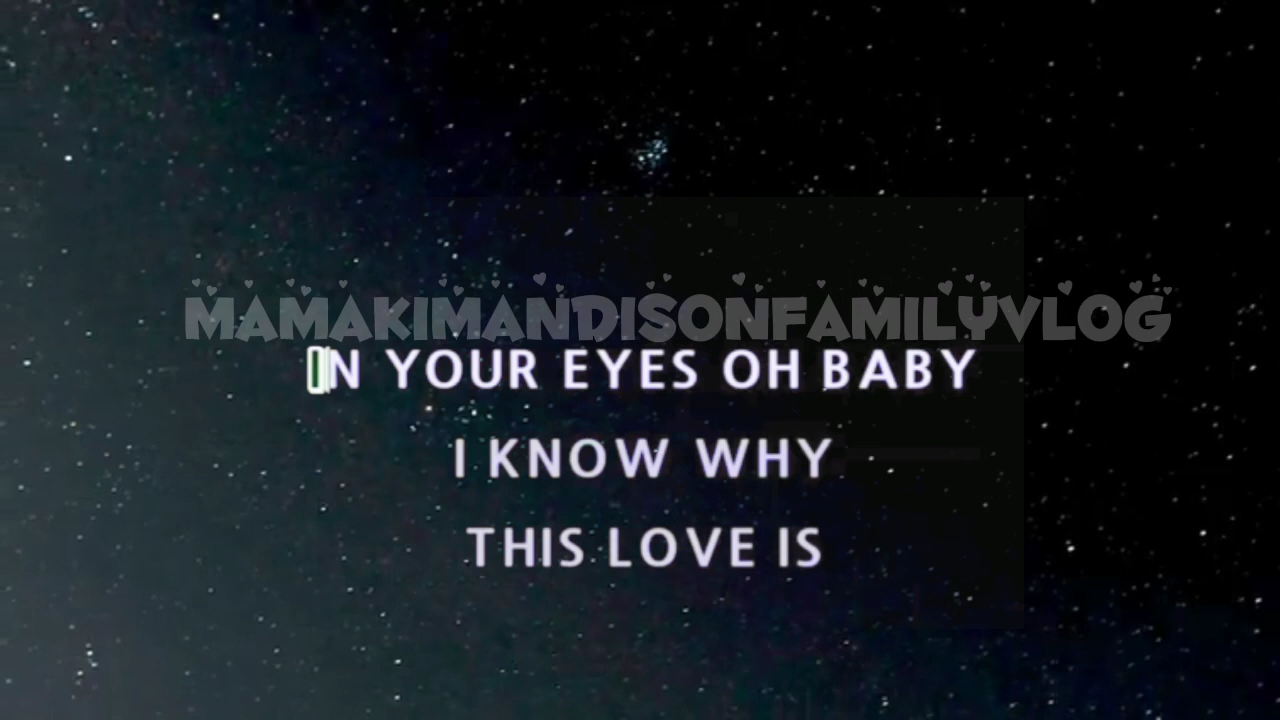 MAMAKIMANDISONFAMILYVLOG
IN YOUR EYES OH BABY
I KNOW WHY
THIS LOVE IS